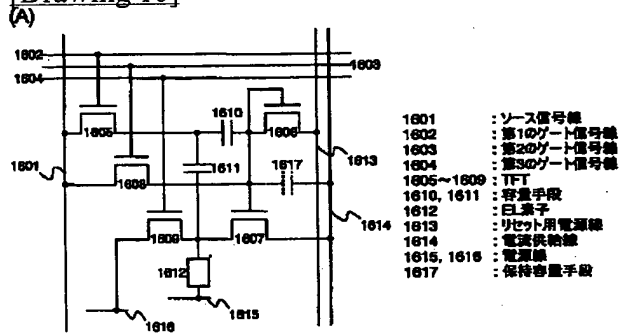 [Drawing 16]
(A)
1602
1603
1604
1610
1605
1606
1611
1617
1613
1601
1608
1614
1609
1607
1612
1616
1615
1601 : ソース信号線
1602 : 第1のゲート信号線
1603 : 第2のゲート信号線
1604 : 第3のゲート信号線
1605~1609 : TFT
1610, 1611 : 容量手段
1612 : EL素子
1613 : リセット用電源線
1614 : 電流供給線
1615, 1616 : 電源線
1617 : 保持容量手段